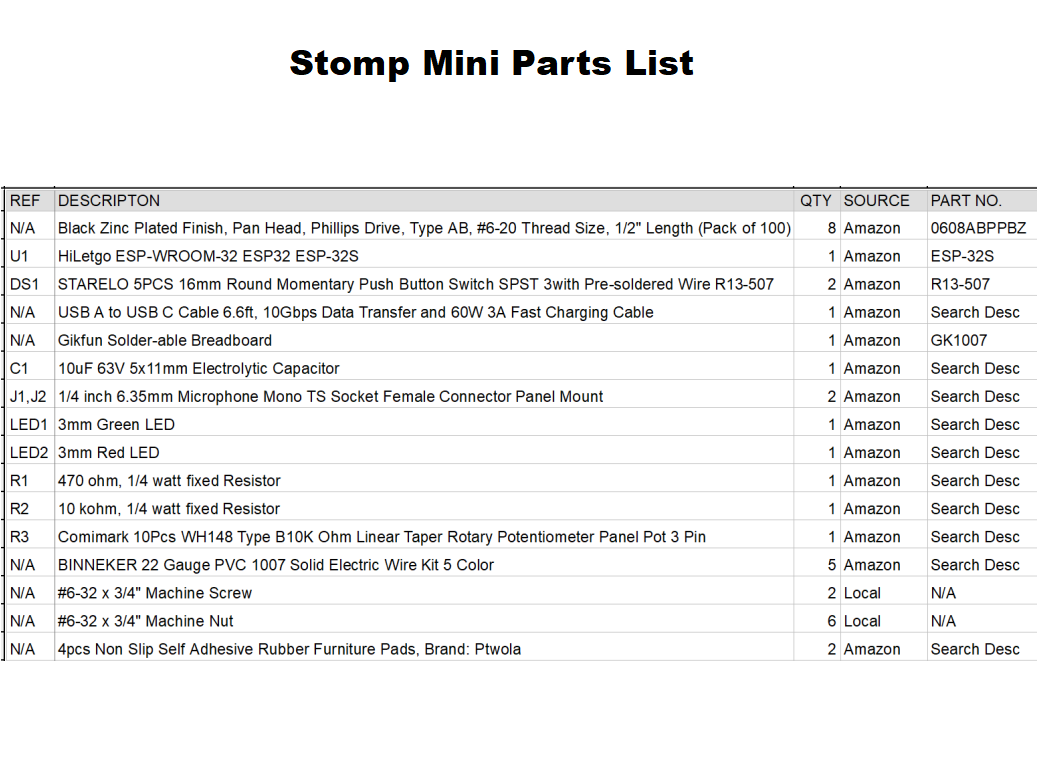 Stomp Mini Parts List
REF DESCRIPTON QTY SOURCE PART NO.
N/A Black Zinc Plated Finish, Pan Head, Phillips Drive, Type AB, #6-20 Thread Size, 1/2" Length (Pack of 100) 8 Amazon 0608ABPPBZ
U1 HiLetgo ESP-WROOM-32 ESP32 ESP-32S 1 Amazon ESP-32S
DS1 STARELO 5PCS 16mm Round Momentary Push Button Switch SPST 3with Pre-soldered Wire R13-507 2 Amazon R13-507
N/A USB A to USB C Cable 6.6ft, 10Gbps Data Transfer and 60W 3A Fast Charging Cable 1 Amazon Search Desc
N/A Gikfun Solder-able Breadboard 1 Amazon GK1007
C1 10uF 63V 5x11mm Electrolytic Capacitor 1 Amazon Search Desc
J1,J2 1/4 inch 6.35mm Microphone Mono TS Socket Female Connector Panel Mount 2 Amazon Search Desc
LED1 3mm Green LED 1 Amazon Search Desc
LED2 3mm Red LED 1 Amazon Search Desc
R1 470 ohm, 1/4 watt fixed Resistor 1 Amazon Search Desc
R2 10 kohm, 1/4 watt fixed Resistor 1 Amazon Search Desc
R3 Comimark 10Pcs WH148 Type B10K Ohm Linear Taper Rotary Potentiometer Panel Pot 3 Pin 1 Amazon Search Desc
N/A BINNEKER 22 Gauge PVC 1007 Solid Electric Wire Kit 5 Color 5 Amazon Search Desc
N/A #6-32 x 3/4" Machine Screw 2 Local N/A
N/A #6-32 x 3/4" Machine Nut 6 Local N/A
N/A 4pcs Non Slip Self Adhesive Rubber Furniture Pads, Brand: Ptwola 2 Amazon Search Desc